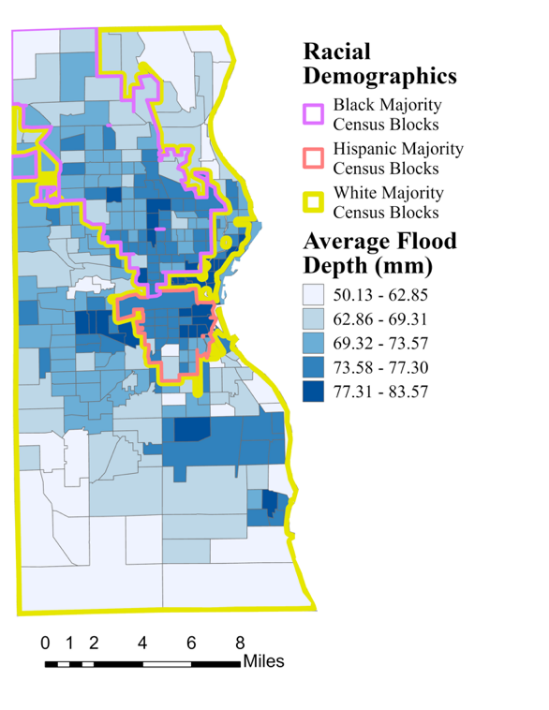 Racial
Demographics
Black Majority
Census Blocks
Hispanic Majority
Census Blocks
White Majority
Census Blocks
Average Flood
Depth (mm)
50.13 - 62.85
62.86 - 69.31
69.32 - 73.57
73.58 - 77.30
77.31 - 83.57
0 1 2 4 6 8
Miles